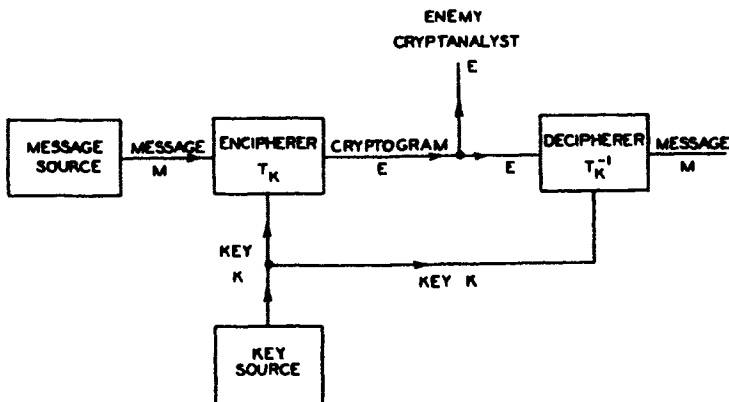 ENEMY
CRYPTANALYST
E
MESSAGE
SOURCE
MESSAGE
M
ENCIPHERER
T_K
CRYPTOGRAM
E
E
DECIPHERER
T_K^-1
MESSAGE
M
KEY
K
KEY K
KEY
SOURCE